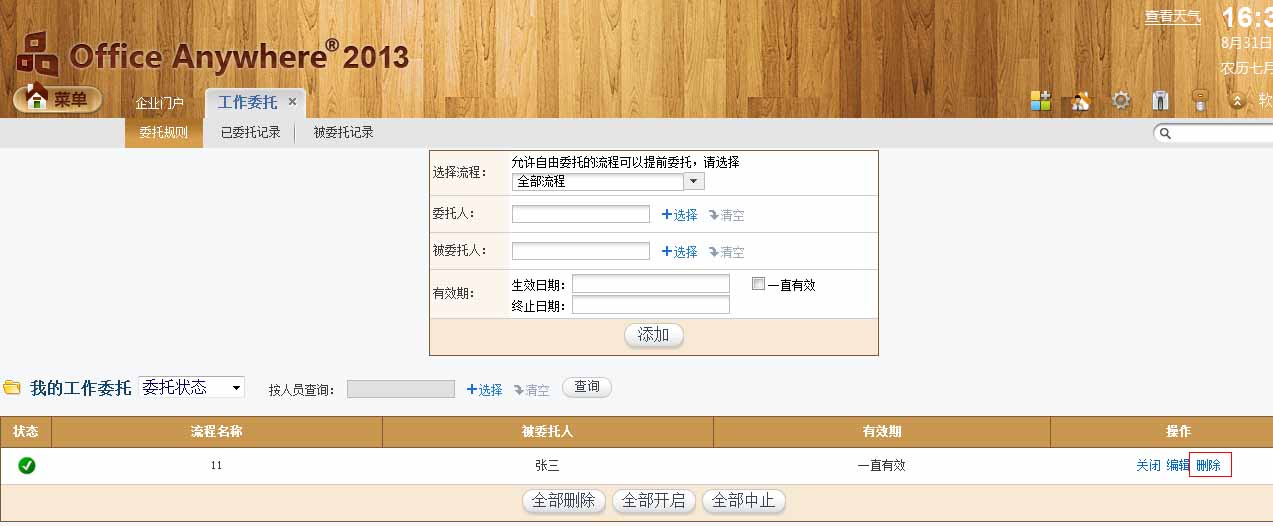 查看天气
Office Anywhere® 2013
8月31日
农历七月
菜单
企业门户
工作委托 ×
委托规则
已委托记录
被委托记录
选择流程：
允许自由委托的流程可以提前委托，请选择
全部流程
委托人：
+选择
清空
被委托人：
+选择
清空
有效期：
生效日期：
一直有效
终止日期：
添加
我的工作委托
委托状态
按人员查询：
+选择
清空
查询
状态 流程名称 被委托人 有效期 操作
11 张三 一直有效 关闭 编辑 删除
全部删除 全部开启 全部中止